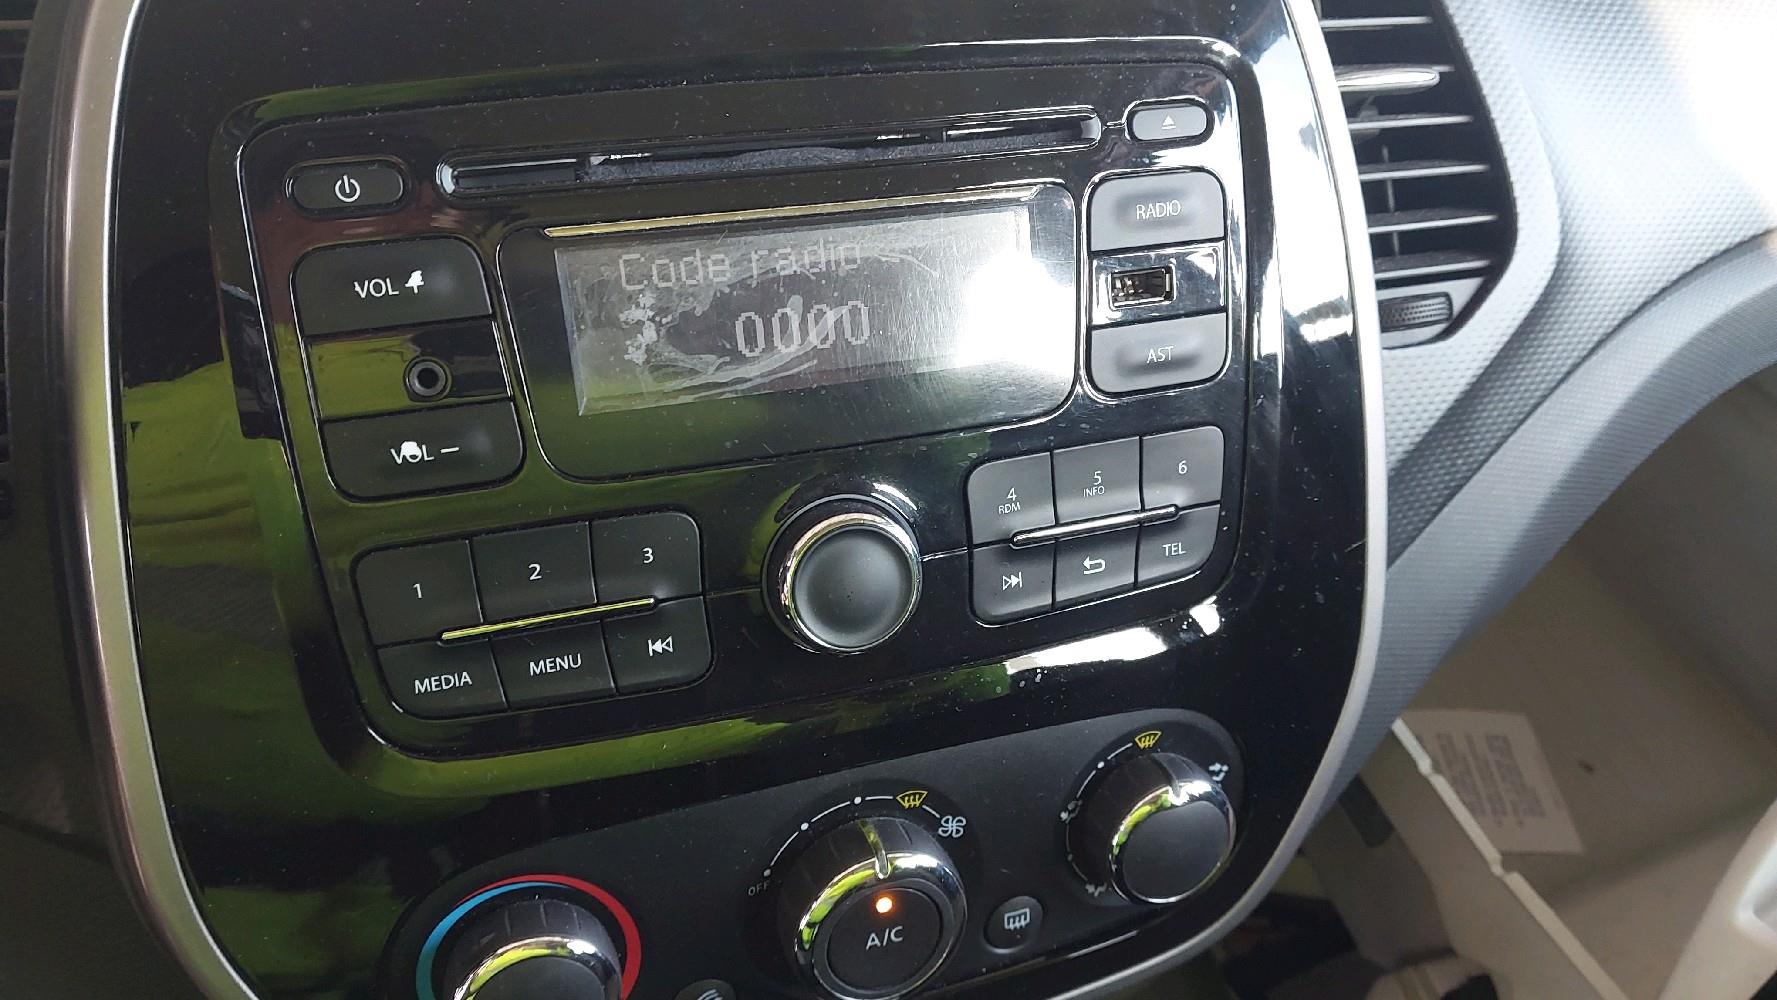 RADIO
VOL
Code radio
0000
AST
VOL –
4
RDM
5
INFO
6
1
2
3
TEL
MEDIA
MENU
OFF
A/C